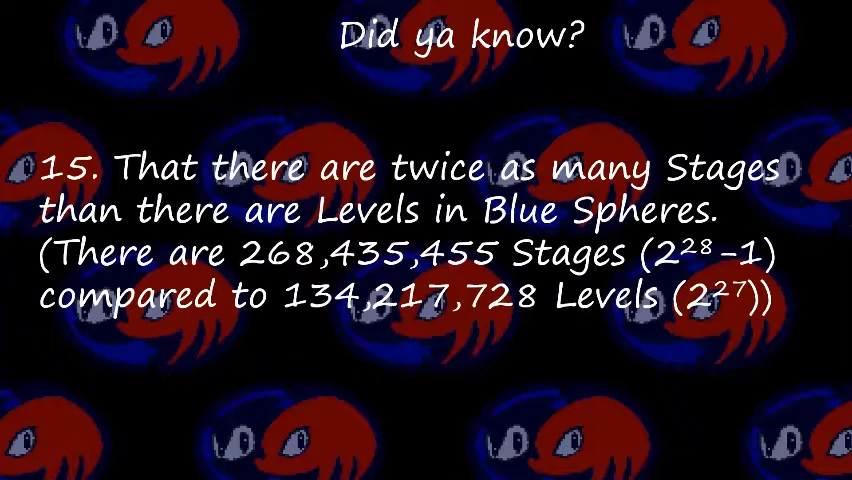 Did ya know?
15. That there are twice as many Stages
than there are Levels in Blue Spheres.
(There are 268,435,455 Stages (2²⁸-1)
compared to 134,217,728 Levels (2²⁷))